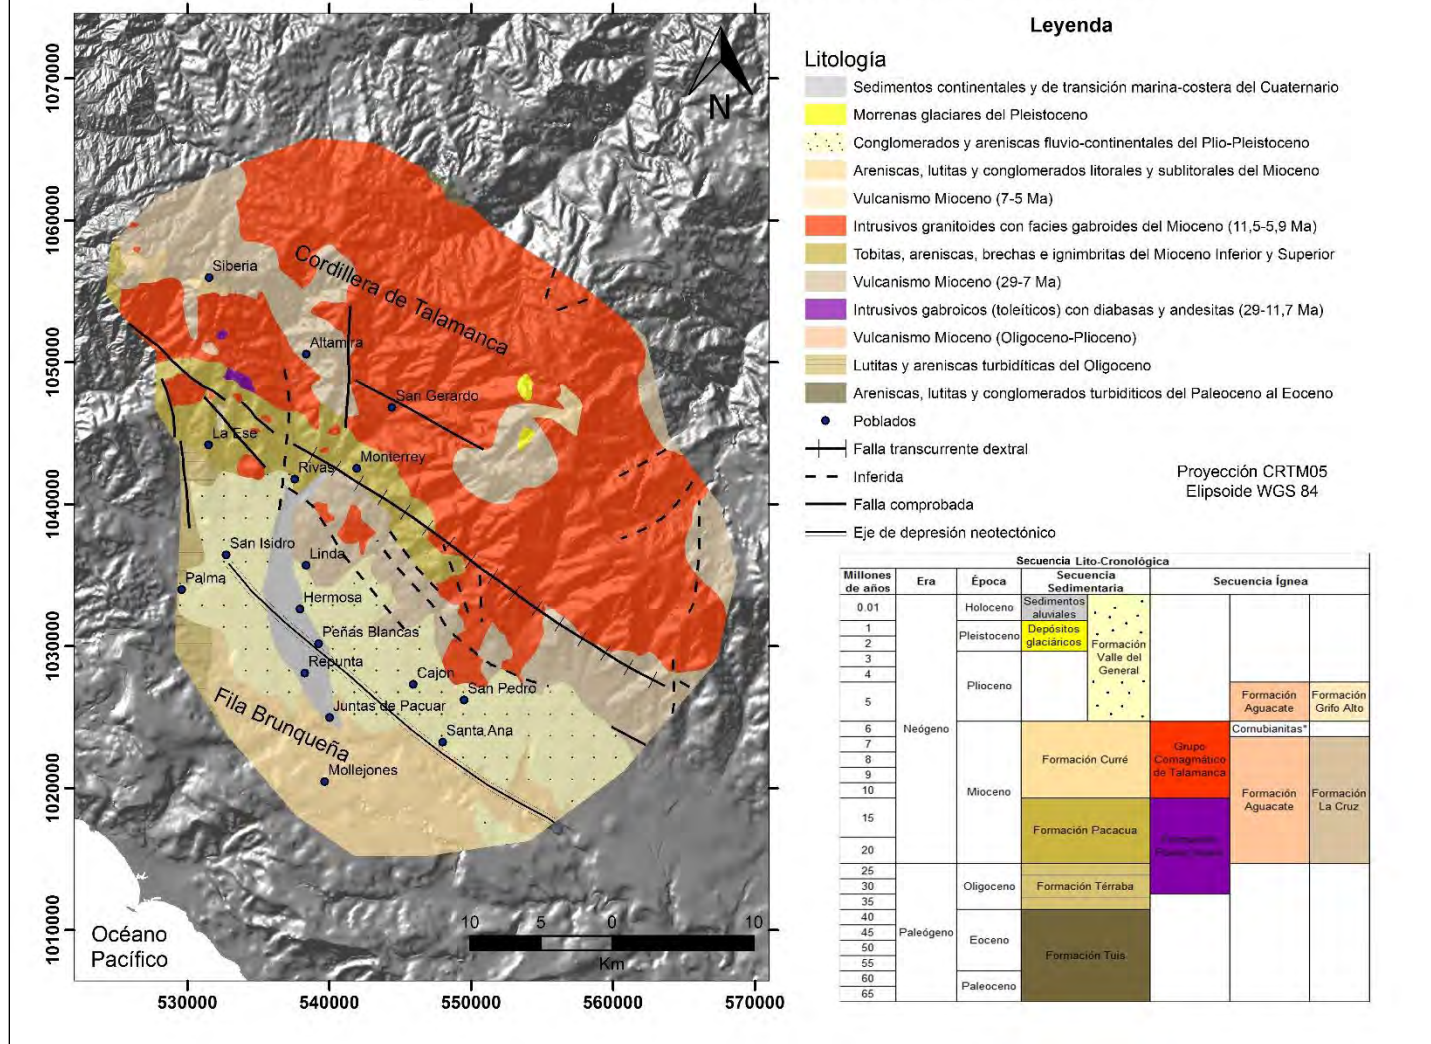 Leyenda
Litología
Sedimentos continentales y de transición marina-costera del Cuaternario
Morrenas glaciares del Pleistoceno
Conglomerados y areniscas fluvio-continentales del Plio-Pleistoceno
Areniscas, lutitas y conglomerados litorales y sublitorales del Mioceno
Vulcanismo Mioceno (7-5 Ma)
Intrusivos granitoides con facies gabroides del Mioceno (11,5-5,9 Ma)
Tobitas, areniscas, brechas e ignimbritas del Mioceno Inferior y Superior
Vulcanismo Mioceno (29-7 Ma)
Intrusivos gabroicos (toleíticos) con diabasas y andesitas (29-11,7 Ma)
Vulcanismo Mioceno (Oligoceno-Plioceno)
Lutitas y areniscas turbidíticas del Oligoceno
Areniscas, lutitas y conglomerados turbiditicos del Paleoceno al Eoceno
Poblados
Falla transcurrente dextral
Inferida
Falla comprobada
Eje de depresión neotectónico
Proyección CRTM05
Elipsoide WGS 84
N
1070000
1060000
1050000
1040000
1030000
1020000
1010000
530000
540000
550000
560000
570000
Siberia
Cordillera de Talamanca
Altamira
San Gerardo
La Ese
Rivas
Monterrey
San Isidro
Linda
Palma
Hermosa
Peñas Blancas
Repunta
Cajon
San Pedro
Juntas de Pacuar
Santa Ana
Fila Brunqueña
Mollejones
Océano
Pacífico
10 5 0 10
Km
Secuencia Lito-Cronológica
Millones
de años
Era
Época
Secuencia
Sedimentaria
Secuencia Ígnea
0.01
1
2
3
4
5
6
7
8
9
10
15
20
25
30
35
40
45
50
55
60
65
Neógeno
Paleógeno
Holoceno
Pleistoceno
Plioceno
Mioceno
Oligoceno
Eoceno
Paleoceno
Sedimentos
aluviales
Depósitos
glaciáricos
Formación
Valle del
General
Formación Curré
Formación Pacacua
Formación Térraba
Formación Tuis
Grupo
Comagmático
de Talamanca
Formación
Aguacate
Formación
Grifo Alto
Cornubianitas*
Formación
Aguacate
Formación
La Cruz